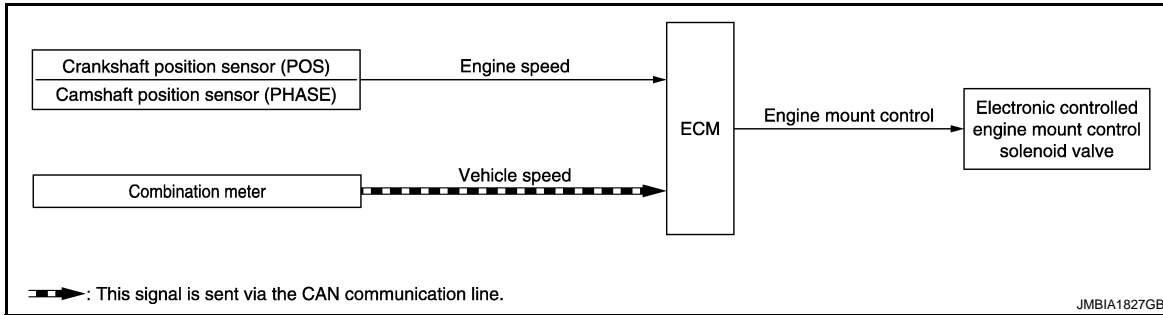 Crankshaft position sensor (POS)
Camshaft position sensor (PHASE)
Engine speed
Combination meter
Vehicle speed
ECM
Engine mount control
Electronic controlled
engine mount control
solenoid valve
: This signal is sent via the CAN communication line.
JMBIA1827GB